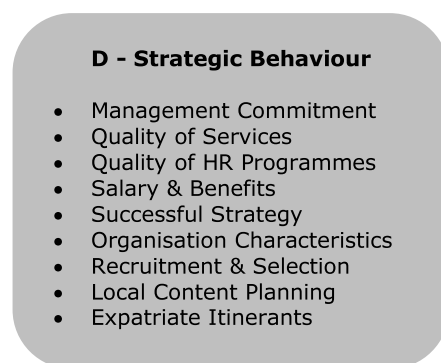 D - Strategic Behaviour
• Management Commitment
• Quality of Services
• Quality of HR Programmes
• Salary & Benefits
• Successful Strategy
• Organisation Characteristics
• Recruitment & Selection
• Local Content Planning
• Expatriate Itinerants